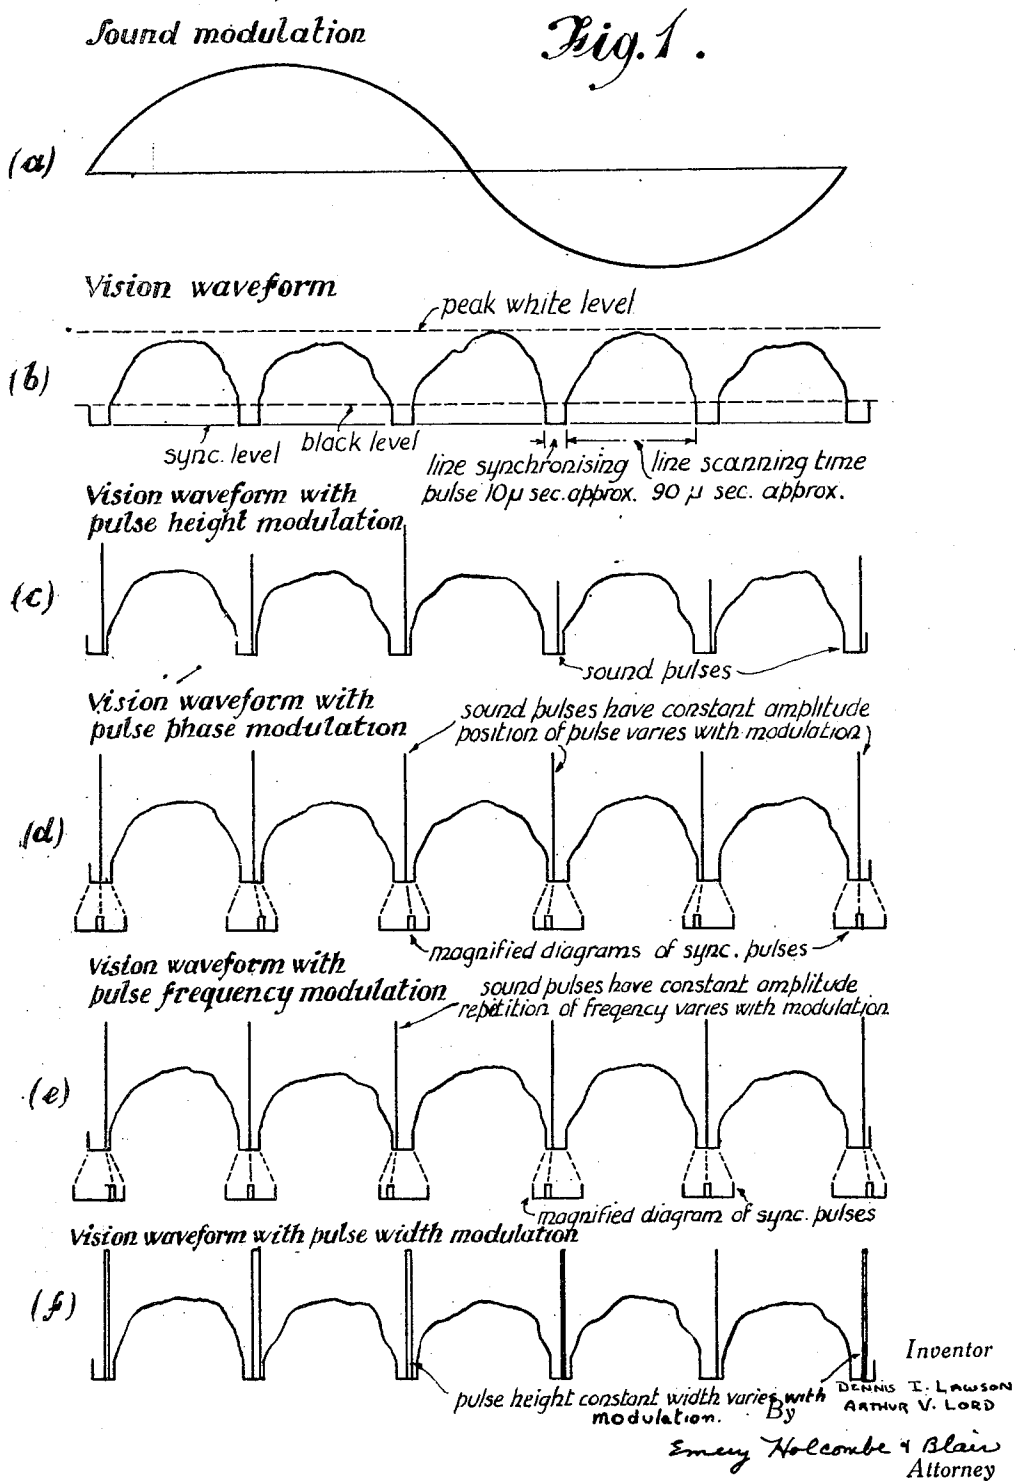 Sound modulation
Fig. 1.
(a)
Vision waveform
peak white level
(b)
sync. level
black level
line synchronising
pulse 10μ sec. approx.
line scanning time
90 μ sec. approx.
Vision waveform with
pulse height modulation
(c)
sound pulses
Vision waveform with
pulse phase modulation
sound pulses have constant amplitude
position of pulse varies with modulation
(d)
magnified diagrams of sync. pulses
Vision waveform with
pulse frequency modulation
sound pulses have constant amplitude
repitition of freqency varies with modulation
(e)
magnified diagram of sync. pulses
Vision waveform with pulse width modulation
(f)
pulse height constant width varies with
modulation.
Inventor
DENNIS I. LAWSON
ARTHUR V. LORD
By
Emery Holcombe & Blair
Attorney